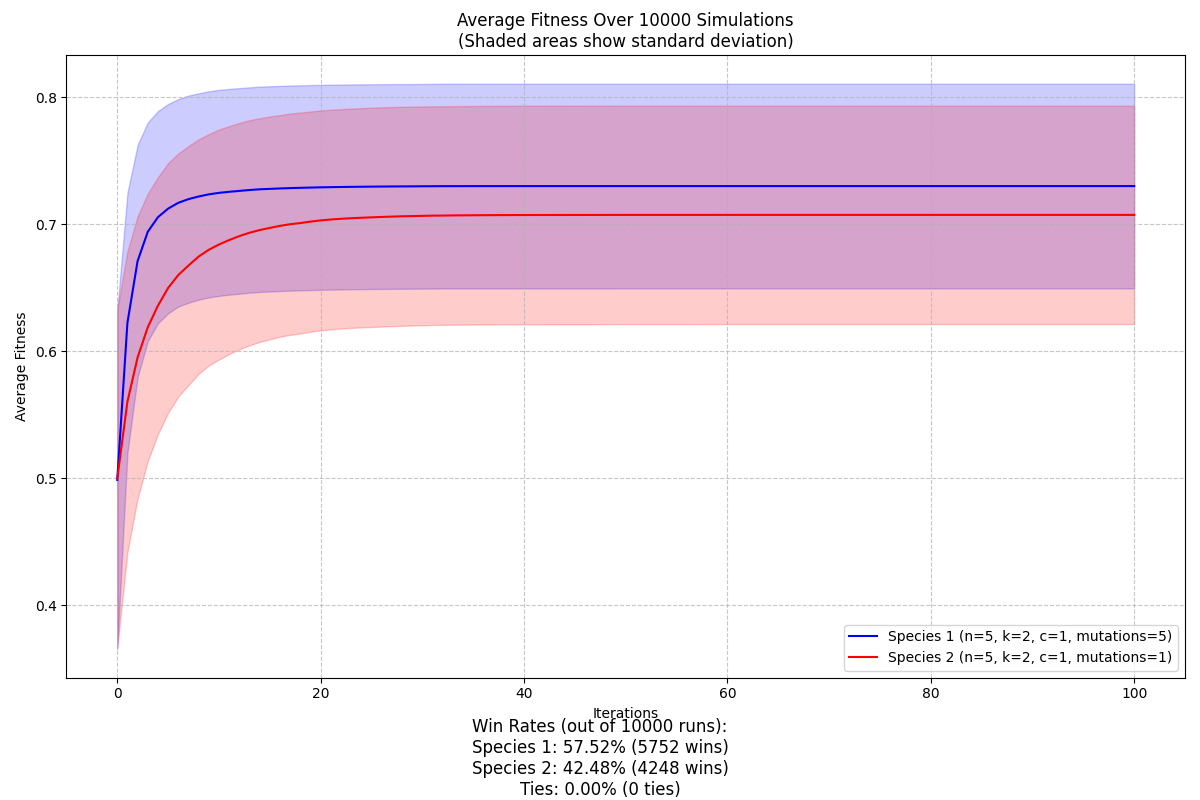 Average Fitness Over 10000 Simulations
(Shaded areas show standard deviation)
Average Fitness
0.8
0.7
0.6
0.5
0.4
Species 1 (n=5, k=2, c=1, mutations=5)
Species 2 (n=5, k=2, c=1, mutations=1)
0 20 40 60 80 100
Iterations
Win Rates (out of 10000 runs):
Species 1: 57.52% (5752 wins)
Species 2: 42.48% (4248 wins)
Ties: 0.00% (0 ties)